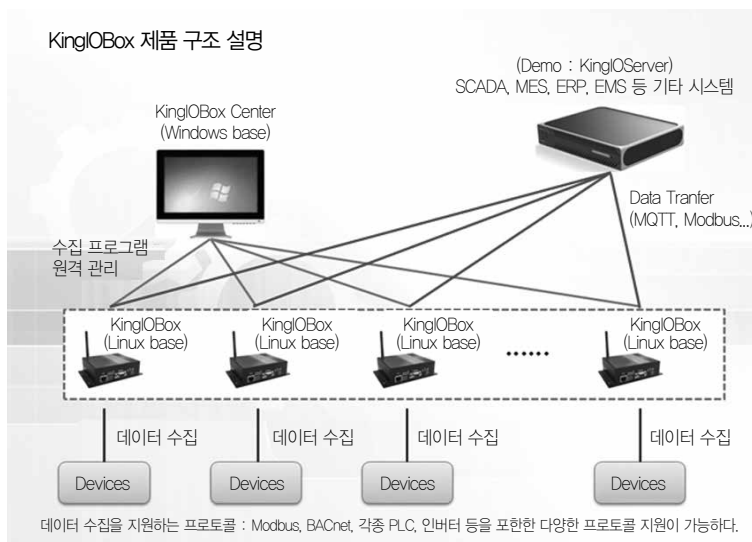 KingIOBox 제품 구조 설명
(Demo : KingIOServer)
SCADA, MES, ERP, EMS 등 기타 시스템
KingIOBox Center
(Windows base)
Data Tranfer
(MQTT, Modbus...)
수집 프로그램
원격 관리
KingIOBox
(Linux base)
KingIOBox
(Linux base)
KingIOBox
(Linux base)
······
KingIOBox
(Linux base)
데이터 수집
데이터 수집
데이터 수집
데이터 수집
Devices
Devices
Devices
Devices
데이터 수집을 지원하는 프로토콜 : Modbus, BACnet, 각종 PLC, 인버터 등을 포한한 다양한 프로토콜 지원이 가능하다.